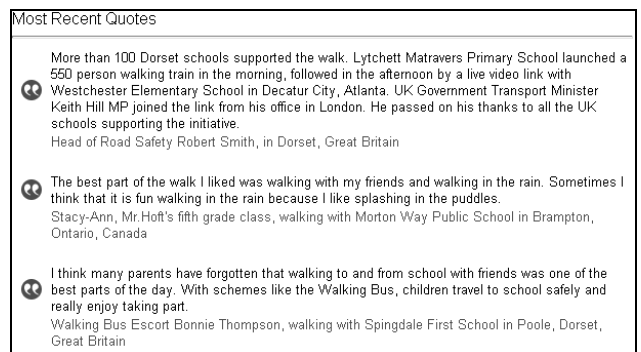 Most Recent Quotes
More than 100 Dorset schools supported the walk. Lytchett Matravers Primary School launched a
550 person walking train in the morning, followed in the afternoon by a live video link with
Westchester Elementary School in Decatur City, Atlanta. UK Government Transport Minister
Keith Hill MP joined the link from his office in London. He passed on his thanks to all the UK
schools supporting the initiative.
Head of Road Safety Robert Smith, in Dorset, Great Britain
The best part of the walk I liked was walking with my friends and walking in the rain. Sometimes I
think that it is fun walking in the rain because I like splashing in the puddles.
Stacy-Ann, Mr.Hoft's fifth grade class, walking with Morton Way Public School in Brampton,
Ontario, Canada
I think many parents have forgotten that walking to and from school with friends was one of the
best parts of the day. With schemes like the Walking Bus, children travel to school safely and
really enjoy taking part.
Walking Bus Escort Bonnie Thompson, walking with Spingdale First School in Poole, Dorset,
Great Britain